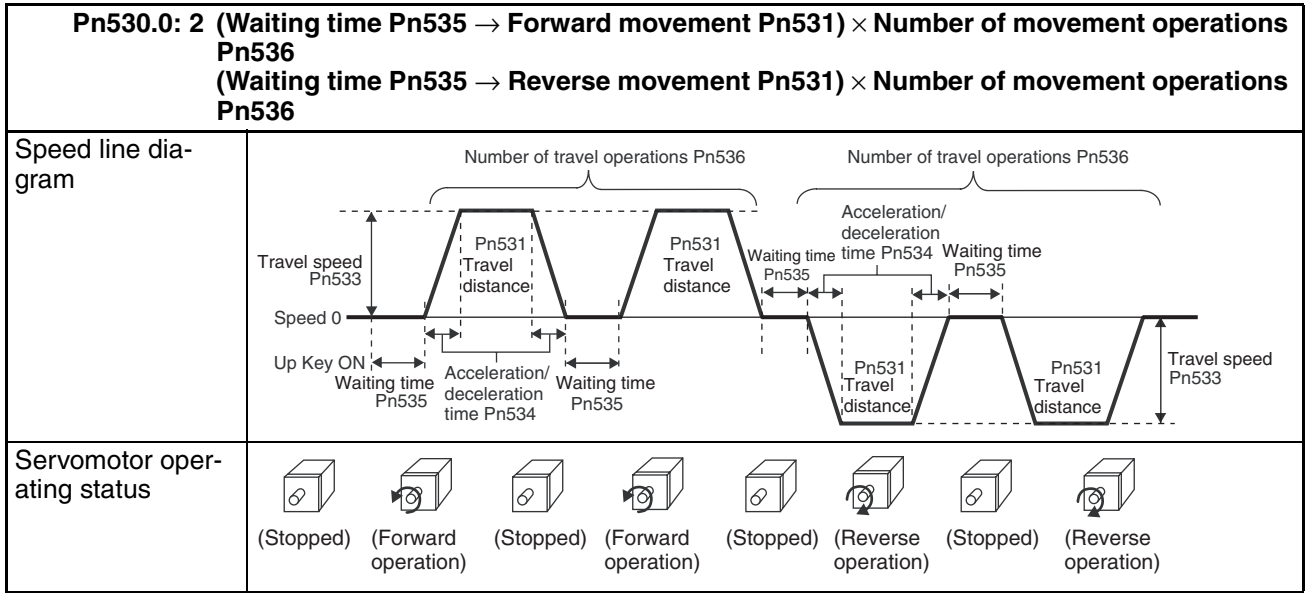 Pn530.0: 2 (Waiting time Pn535 → Forward movement Pn531) × Number of movement operations
Pn536
(Waiting time Pn535 → Reverse movement Pn531) × Number of movement operations
Pn536
Speed line dia-
gram
Number of travel operations Pn536
Number of travel operations Pn536
Travel speed
Pn533
Pn531
Travel
distance
Pn531
Travel
distance
Waiting time
Pn535
Acceleration/
deceleration
time Pn534
Waiting time
Pn535
Speed 0
Up Key ON
Waiting time
Pn535
Acceleration/
deceleration
time Pn534
Waiting time
Pn535
Pn531
Travel
distance
Pn531
Travel
distance
Travel speed
Pn533
Servomotor oper-
ating status
(Stopped)
(Forward
operation)
(Stopped)
(Forward
operation)
(Stopped)
(Reverse
operation)
(Stopped)
(Reverse
operation)